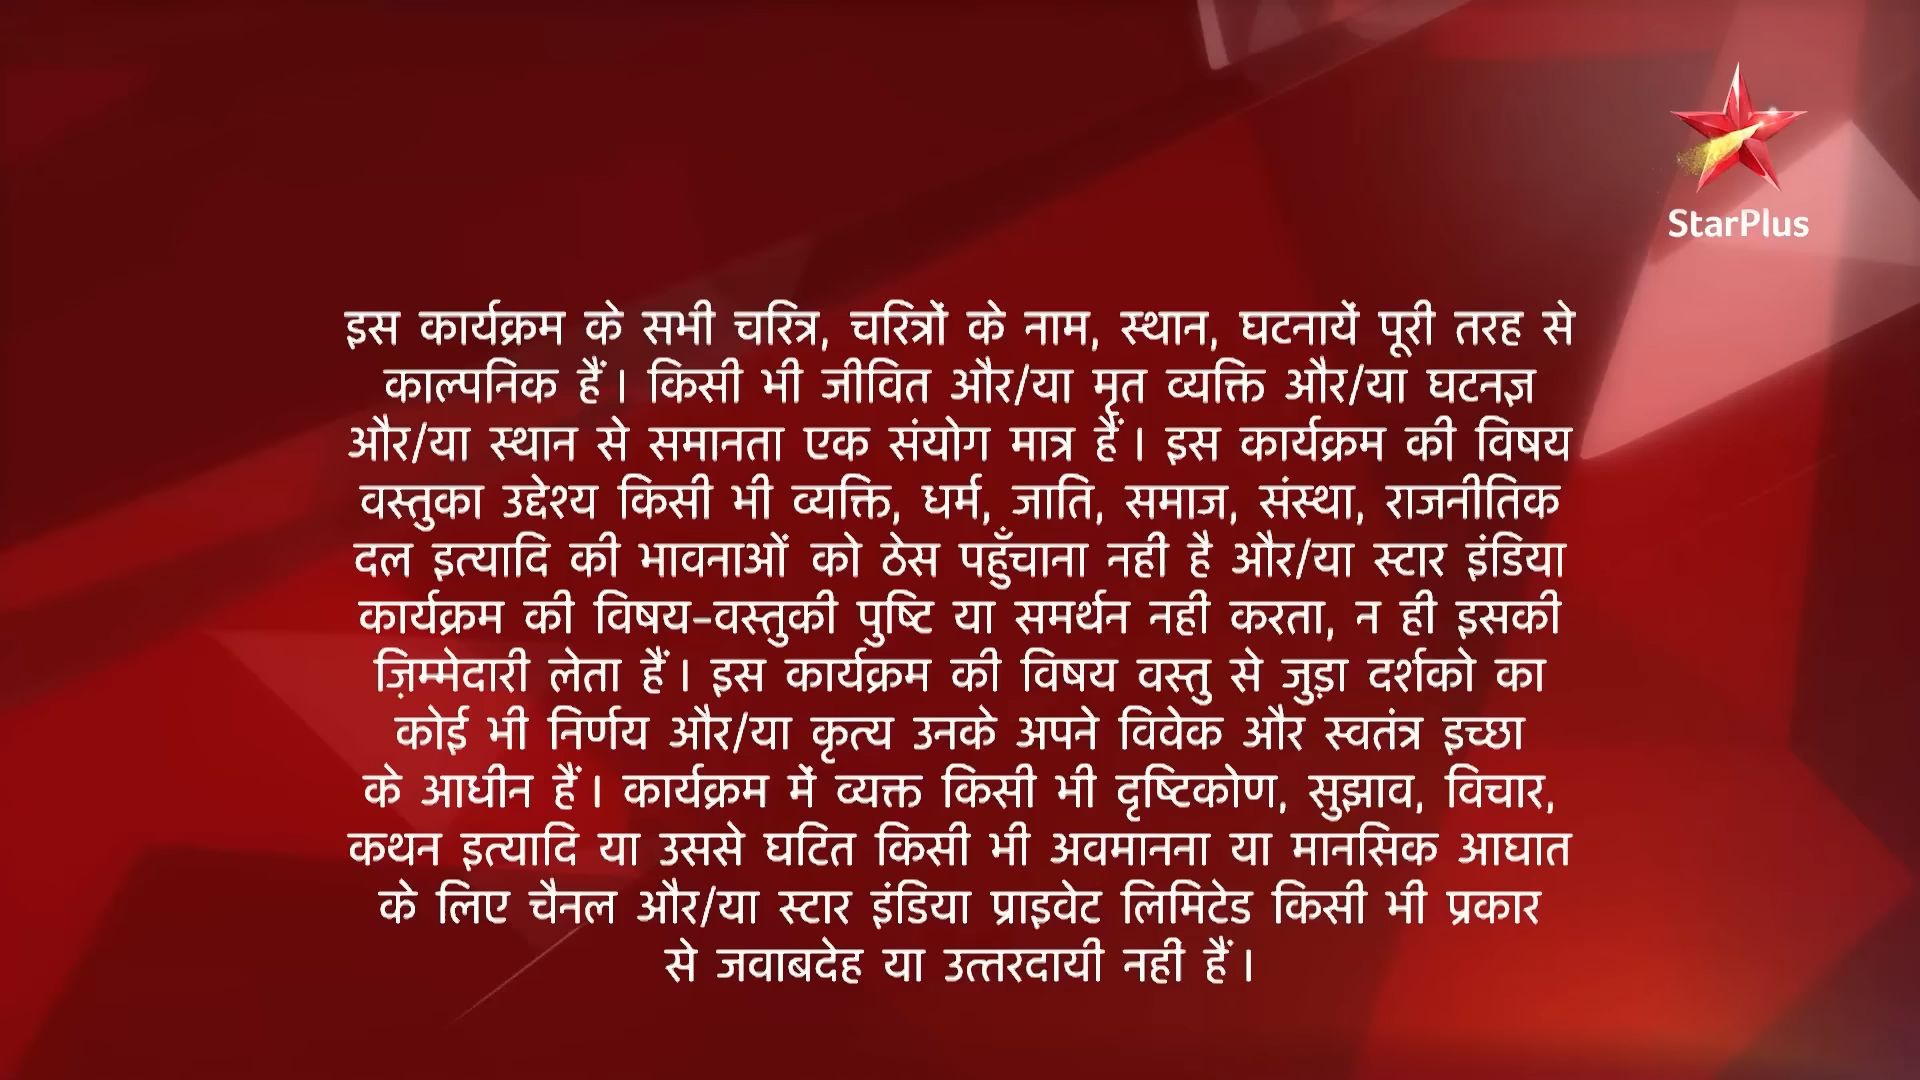 StarPlus
इस कार्यक्रम के सभी चरित्र, चरित्रों के नाम, स्थान, घटनायें पूरी तरह से
काल्पनिक हैं। किसी भी जीवित और/या मृत व्यक्ति और/या घटनज्ञ
और/या स्थान से समानता एक संयोग मात्र हैं। इस कार्यक्रम की विषय
वस्तुका उद्देश्य किसी भी व्यक्ति, धर्म, जाति, समाज, संस्था, राजनीतिक
दल इत्यादि की भावनाओं को ठेस पहुँचाना नही है और/या स्टार इंडिया
कार्यक्रम की विषय-वस्तुकी पुष्टि या समर्थन नही करता, न ही इसकी
ज़िम्मेदारी लेता हैं। इस कार्यक्रम की विषय वस्तु से जुड़ा दर्शको का
कोई भी निर्णय और/या कृत्य उनके अपने विवेक और स्वतंत्र इच्छा
के आधीन हैं। कार्यक्रम में व्यक्त किसी भी दृष्टिकोण, सुझाव, विचार,
कथन इत्यादि या उससे घटित किसी भी अवमानना या मानसिक आघात
के लिए चैनल और/या स्टार इंडिया प्राइवेट लिमिटेड किसी भी प्रकार
से जवाबदेह या उत्तरदायी नही हैं।